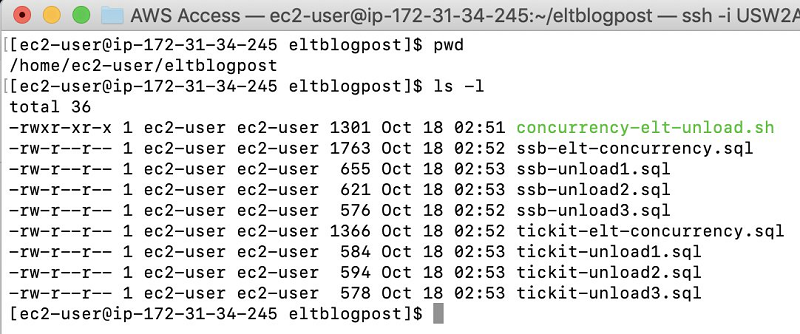 AWS Access — ec2-user@ip-172-31-34-245:~/eltblogpost — ssh -i USW2A
[[ec2-user@ip-172-31-34-245 eltblogpost]$ pwd
/home/ec2-user/eltblogpost
[[ec2-user@ip-172-31-34-245 eltblogpost]$ ls -l
total 36
-rwxr-xr-x 1 ec2-user ec2-user 1301 Oct 18 02:51 concurrency-elt-unload.sh
-rw-r--r-- 1 ec2-user ec2-user 1763 Oct 18 02:52 ssb-elt-concurrency.sql
-rw-r--r-- 1 ec2-user ec2-user  655 Oct 18 02:53 ssb-unload1.sql
-rw-r--r-- 1 ec2-user ec2-user  621 Oct 18 02:53 ssb-unload2.sql
-rw-r--r-- 1 ec2-user ec2-user  576 Oct 18 02:52 ssb-unload3.sql
-rw-r--r-- 1 ec2-user ec2-user 1366 Oct 18 02:52 tickit-elt-concurrency.sql
-rw-r--r-- 1 ec2-user ec2-user  584 Oct 18 02:53 tickit-unload1.sql
-rw-r--r-- 1 ec2-user ec2-user  594 Oct 18 02:53 tickit-unload2.sql
-rw-r--r-- 1 ec2-user ec2-user  578 Oct 18 02:53 tickit-unload3.sql
[ec2-user@ip-172-31-34-245 eltblogpost]$